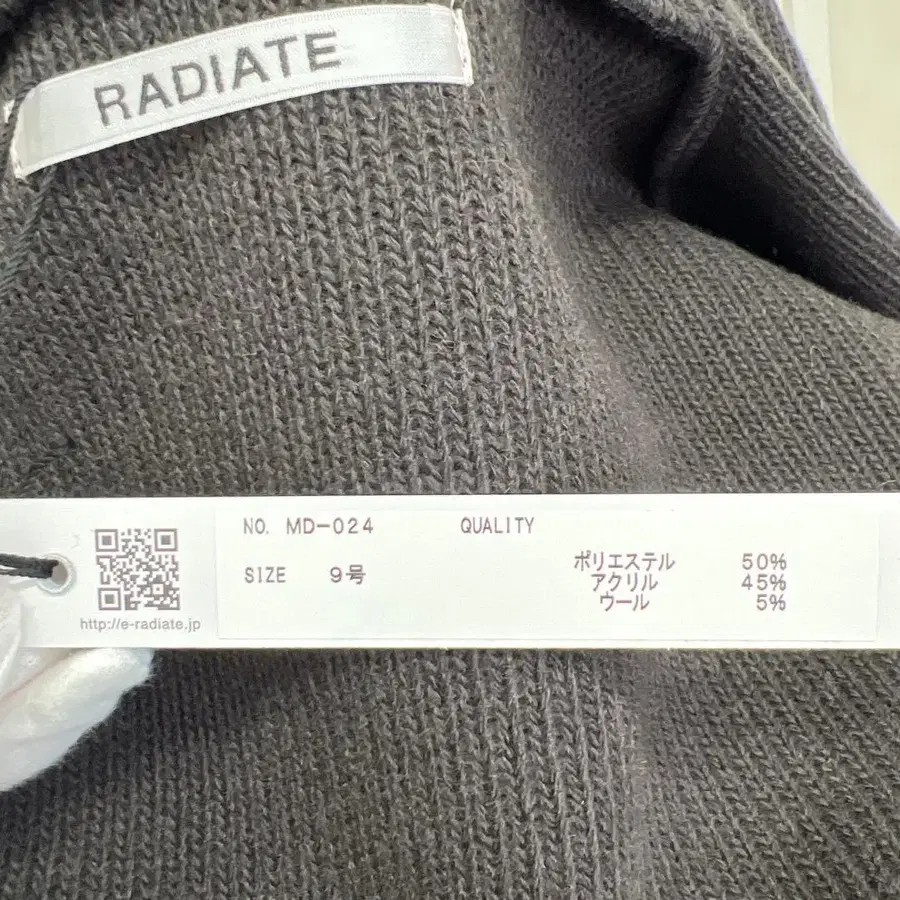 RADIATE
NO. MD-024 QUALITY
SIZE 9号
ポリエステル 50%
アクリル 45%
ウール 5%
http://e-radiate.jp